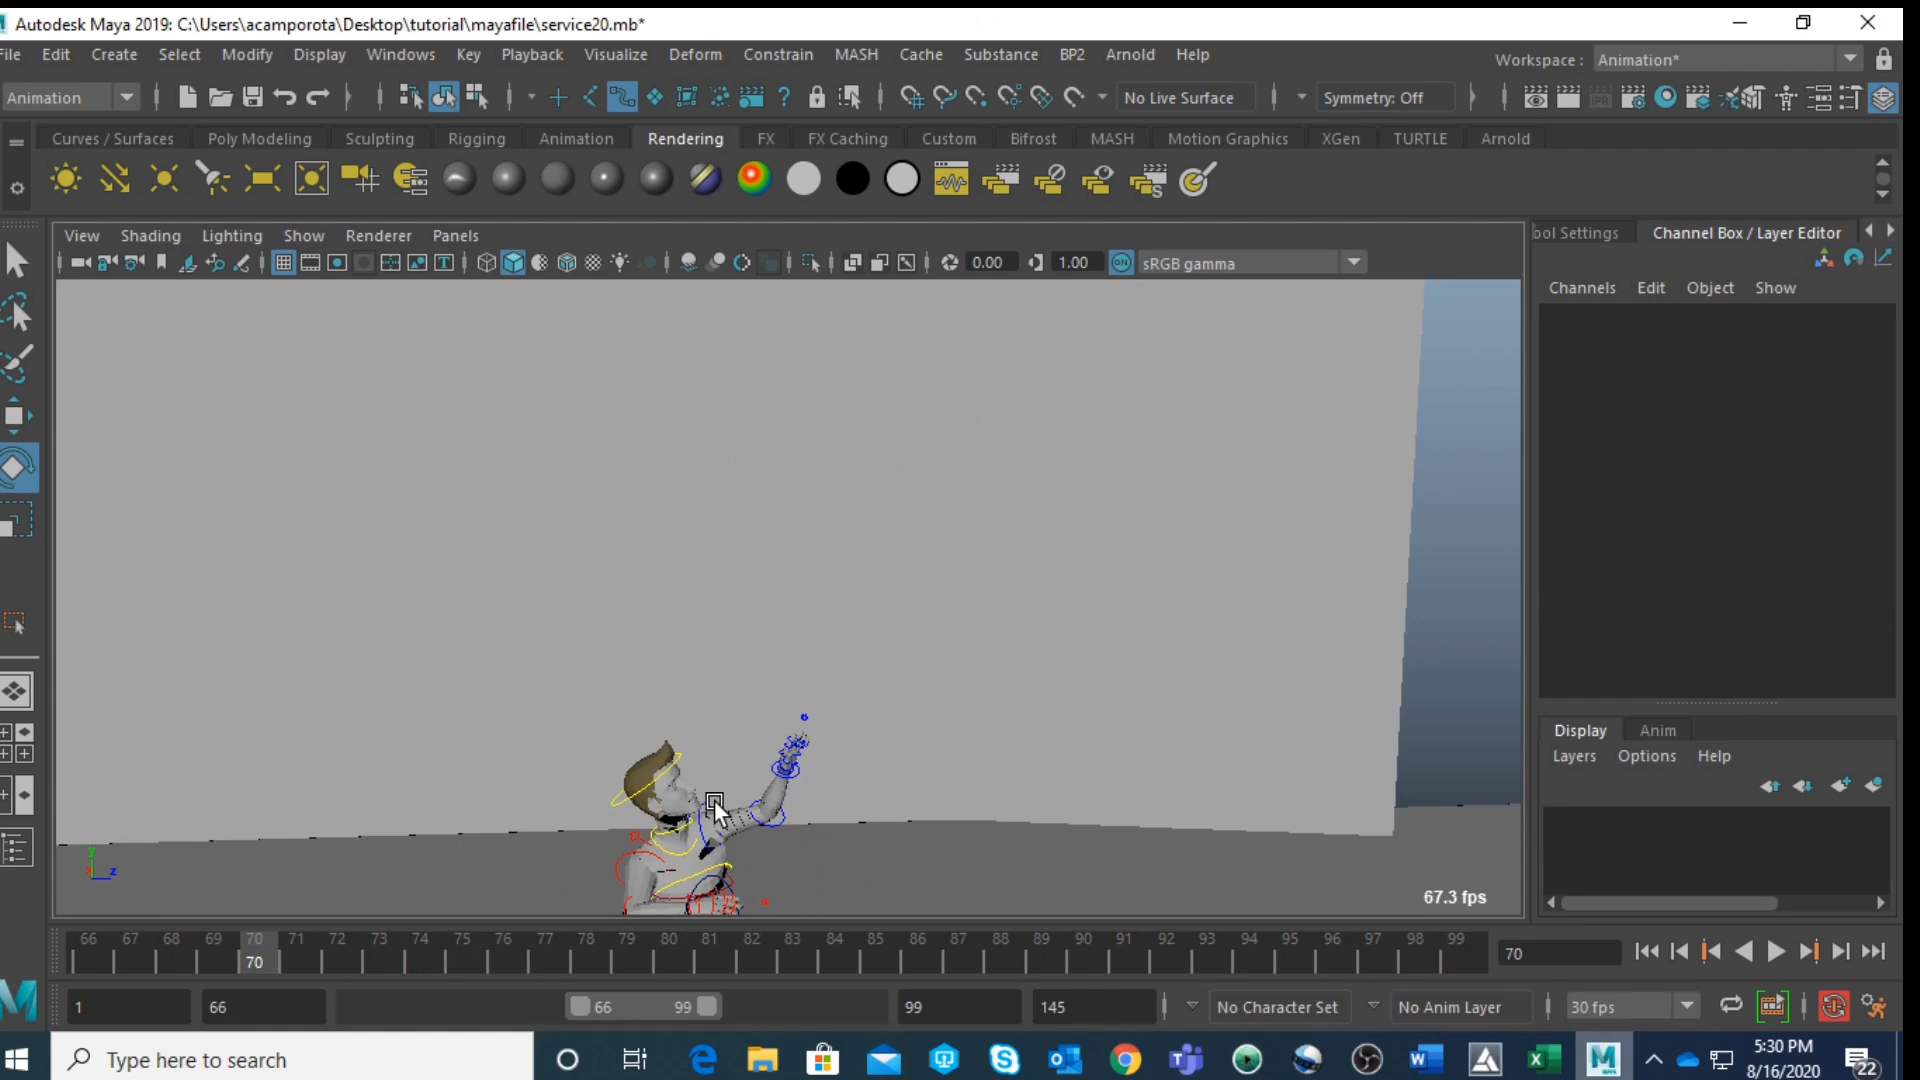 Autodesk Maya 2019: C:\Users\acamporota\Desktop\tutorial\mayafile\service20.mb*
File Edit Create Select Modify Display Windows Key Playback Visualize Deform Constrain MASH Cache Substance BP2 Arnold Help
Workspace : Animation*
Animation No Live Surface Symmetry: Off
Curves / Surfaces Poly Modeling Sculpting Rigging Animation Rendering FX FX Caching Custom Bifrost MASH Motion Graphics XGen TURTLE Arnold
View Shading Lighting Show Renderer Panels
0.00 1.00 ON sRGB gamma
ool Settings Channel Box / Layer Editor
Channels Edit Object Show
y
z
67.3 fps
Display Anim
Layers Options Help
66 67 68 69 70 71 72 73 74 75 76 77 78 79 80 81 82 83 84 85 86 87 88 89 90 91 92 93 94 95 96 97 98 99
70
70
1 66 66 99 99 145 No Character Set No Anim Layer 30 fps
Type here to search
5:30 PM
8/16/2020
22